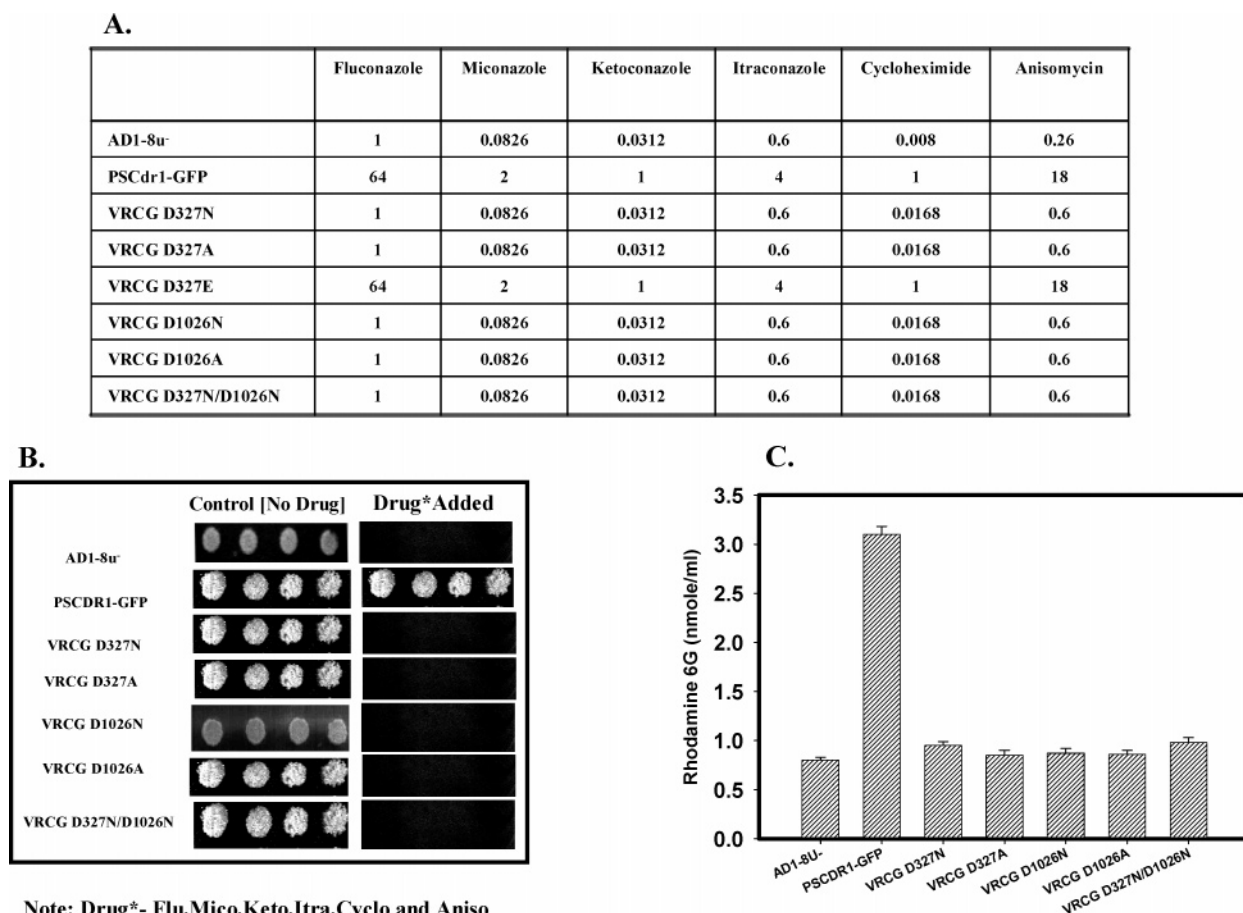 A.
Fluconazole Miconazole Ketoconazole Itraconazole Cycloheximide Anisomycin
AD1-8u- 1 0.0826 0.0312 0.6 0.008 0.26
PSCdr1-GFP 64 2 1 4 1 18
VRCG D327N 1 0.0826 0.0312 0.6 0.0168 0.6
VRCG D327A 1 0.0826 0.0312 0.6 0.0168 0.6
VRCG D327E 64 2 1 4 1 18
VRCG D1026N 1 0.0826 0.0312 0.6 0.0168 0.6
VRCG D1026A 1 0.0826 0.0312 0.6 0.0168 0.6
VRCG D327N/D1026N 1 0.0826 0.0312 0.6 0.0168 0.6
B.
Control [No Drug] Drug*Added
AD1-8u-
PSCDR1-GFP
VRCG D327N
VRCG D327A
VRCG D1026N
VRCG D1026A
VRCG D327N/D1026N
Note: Drug*- Flu,Mico,Keto,Itra,Cyclo and Aniso
C.
Rhodamine 6G (nmole/ml)
3.5
3.0
2.5
2.0
1.5
1.0
0.5
0.0
AD1-8U-
PSCDR1-GFP
VRCG D327N
VRCG D327A
VRCG D1026N
VRCG D1026A
VRCG D327N/D1026N